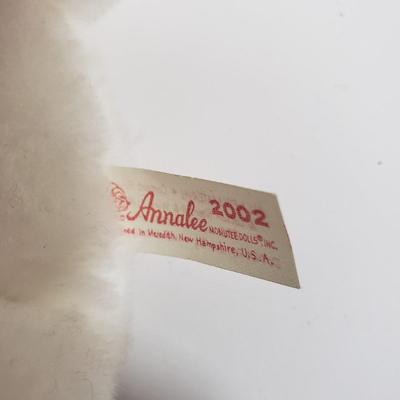 Annalee 2002
MOBILITEE DOLLS® INC.
in Meredith, New Hampshire, U.S.A.